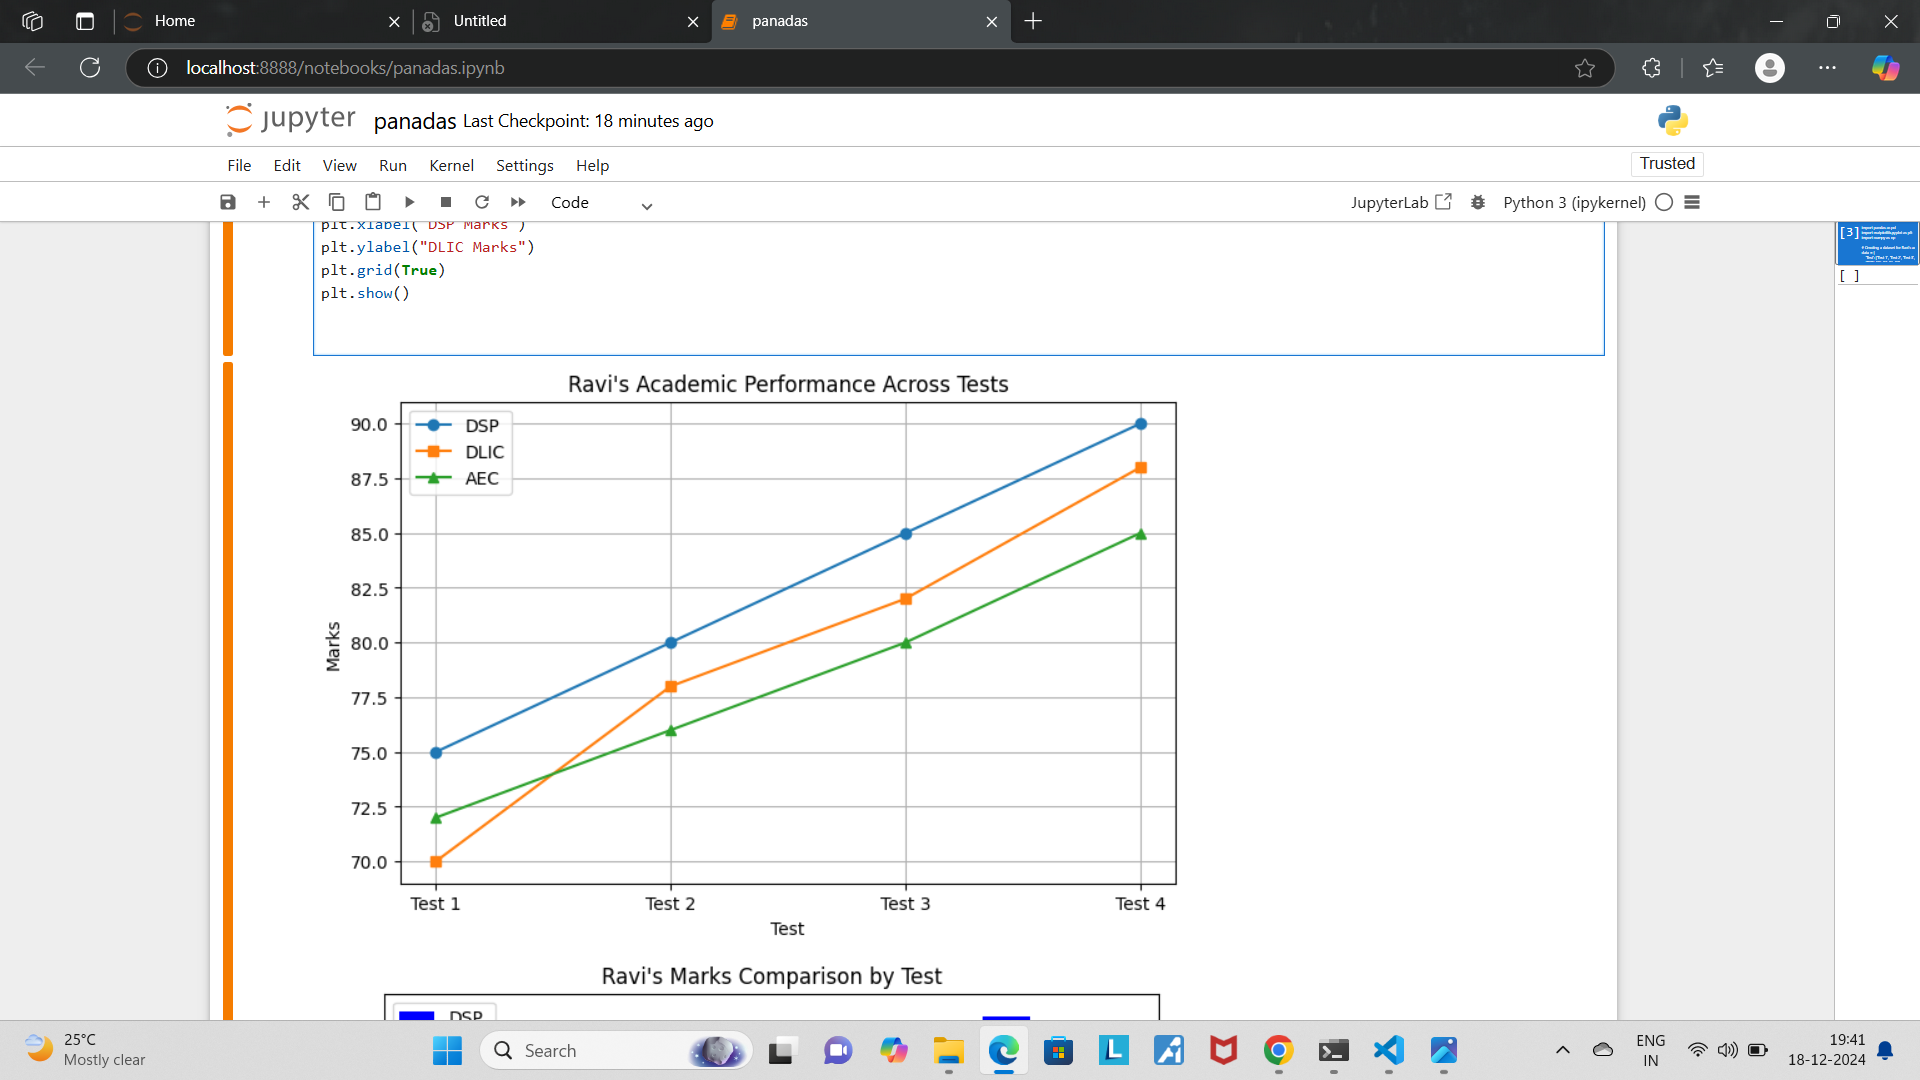 Home
Untitled
panadas
localhost:8888/notebooks/panadas.ipynb
jupyter panadas Last Checkpoint: 18 minutes ago
File Edit View Run Kernel Settings Help
Trusted
Code
JupyterLab
Python 3 (ipykernel)
plt.xlabel("DSP Marks")
plt.ylabel("DLIC Marks")
plt.grid(True)
plt.show()
[3]
[ ]
Ravi's Academic Performance Across Tests
DSP
DLIC
AEC
90.0
87.5
85.0
82.5
80.0
77.5
75.0
72.5
70.0
Marks
Test 1 Test 2 Test 3 Test 4
Test
Ravi's Marks Comparison by Test
DSP
25°C
Mostly clear
Search
ENG
IN
19:41
18-12-2024